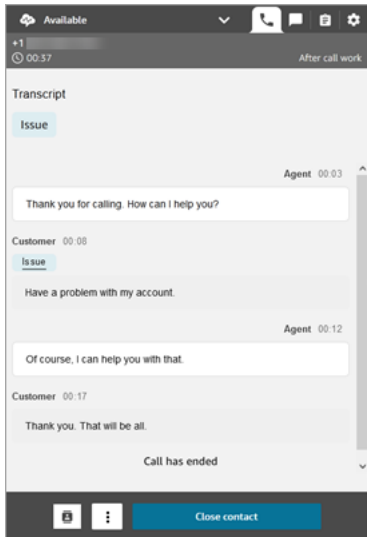 Available
+1
00:37 After call work
Transcript
Issue
Agent 00:03
Thank you for calling. How can I help you?
Customer 00:08
Issue
Have a problem with my account.
Agent 00:12
Of course, I can help you with that.
Customer 00:17
Thank you. That will be all.
Call has ended
Close contact